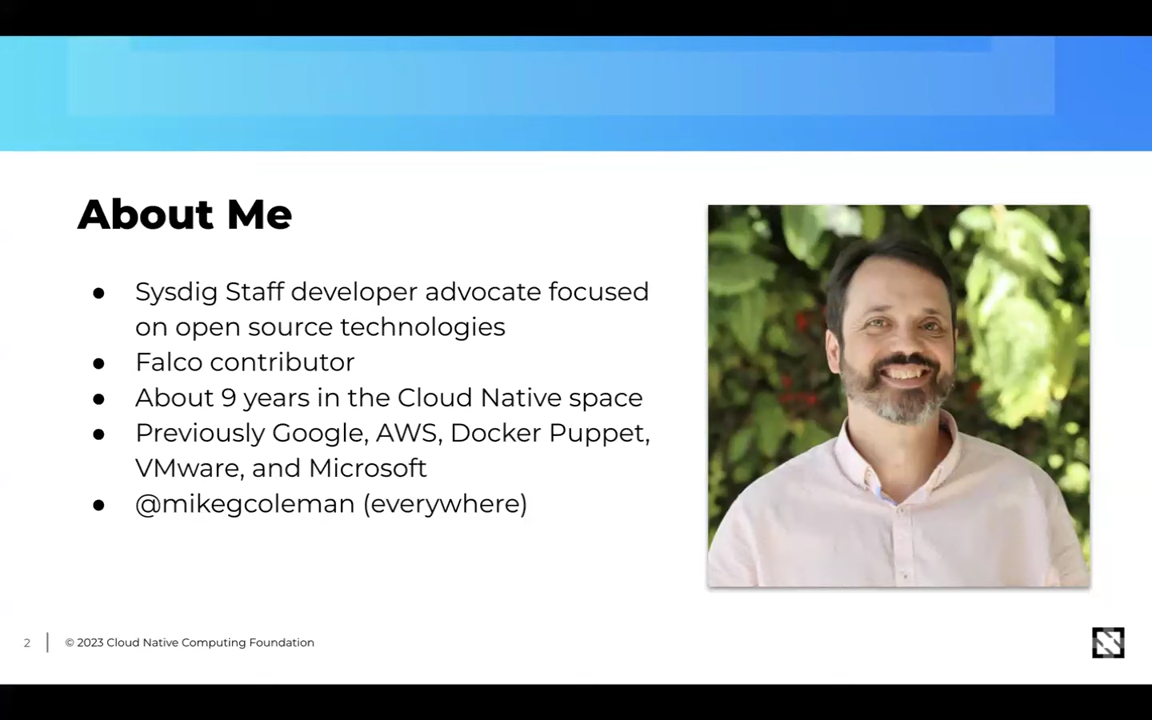 About Me
● Sysdig Staff developer advocate focused
on open source technologies
● Falco contributor
● About 9 years in the Cloud Native space
● Previously Google, AWS, Docker Puppet,
VMware, and Microsoft
● @mikegcoleman (everywhere)
2 | © 2023 Cloud Native Computing Foundation